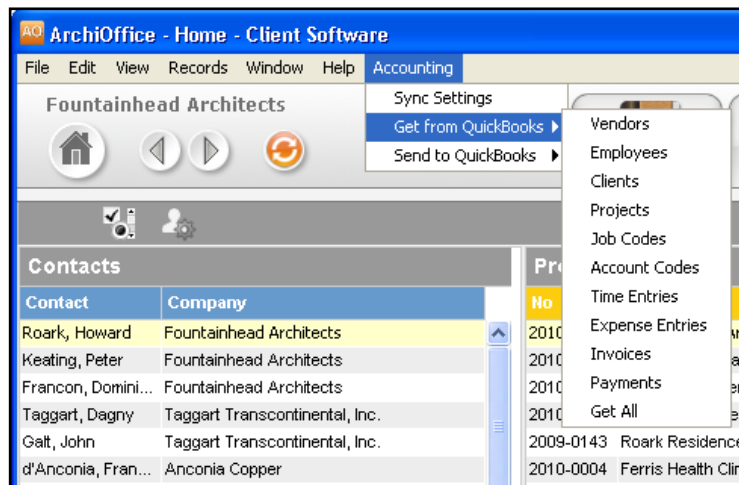 AO ArchiOffice - Home - Client Software
File Edit View Records Window Help Accounting
Fountainhead Architects
Sync Settings
Get from QuickBooks
Send to QuickBooks
Vendors
Employees
Clients
Projects
Job Codes
Account Codes
Time Entries
Expense Entries
Invoices
Payments
Get All
Contacts
Contact Company
Roark, Howard Fountainhead Architects
Keating, Peter Fountainhead Architects
Francon, Domini... Fountainhead Architects
Taggart, Dagny Taggart Transcontinental, Inc.
Galt, John Taggart Transcontinental, Inc.
d'Anconia, Fran... Anconia Copper
Pr
No
2010
2010
2010
2010
2009-0143 Roark Residence
2010-0004 Ferris Health Clin